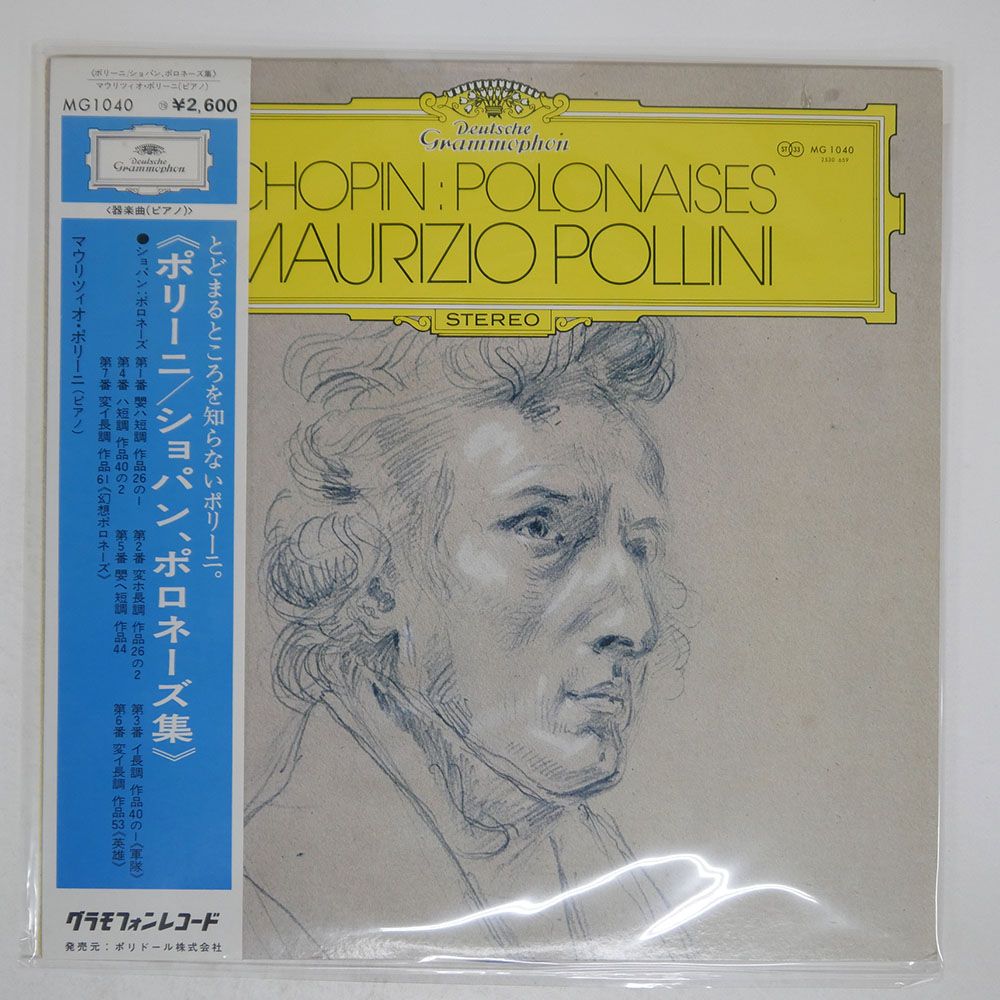 《ポリーニ/ショパン、ポロネーズ集》
マウリツィオ・ポリーニ(ピアノ)
MG1040 ⑮ ¥2,600
Deutsche
Grammophon
〈器楽曲(ピアノ)〉
とどまるところを知らないポリーニ。
《ポリーニ/ショパン、ポロネーズ集》
●ショパン:ポロネーズ 第1番 嬰ハ短調 作品26の1 第2番 変ホ長調 作品26の2 第3番 イ長調 作品40の1《軍隊》
第4番 ハ短調 作品40の2 第5番 嬰ヘ短調 作品44 第6番 変イ長調 作品53《英雄》
第7番 変イ長調 作品61《幻想ポロネーズ》
マウリツィオ・ポリーニ(ピアノ)
グラモフォンレコード
発売元:ポリドール株式会社
Deutsche
Grammophon
ST 33 MG 1040
2530 659
CHOPIN: POLONAISES
MAURIZIO POLLINI
STEREO